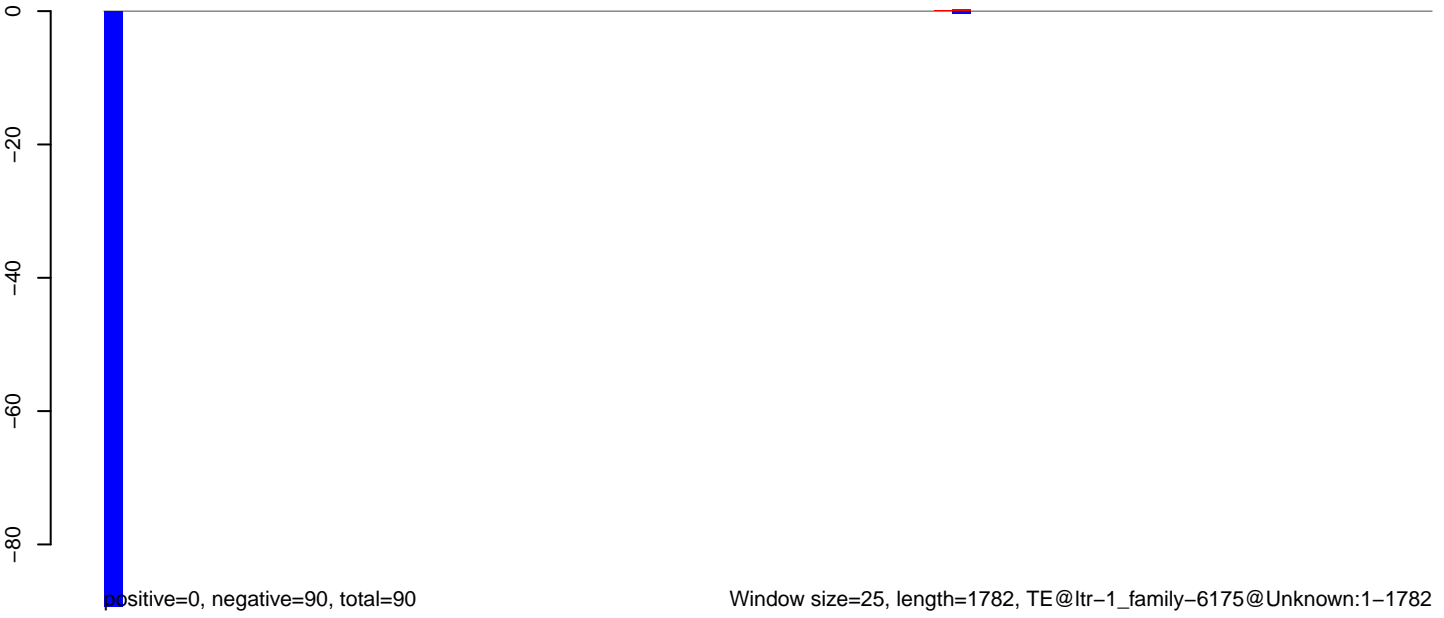 0
−20
−40
−60
−80
positive=0, negative=90, total=90
Window size=25, length=1782, TE@ltr−1_family−6175@Unknown:1−1782